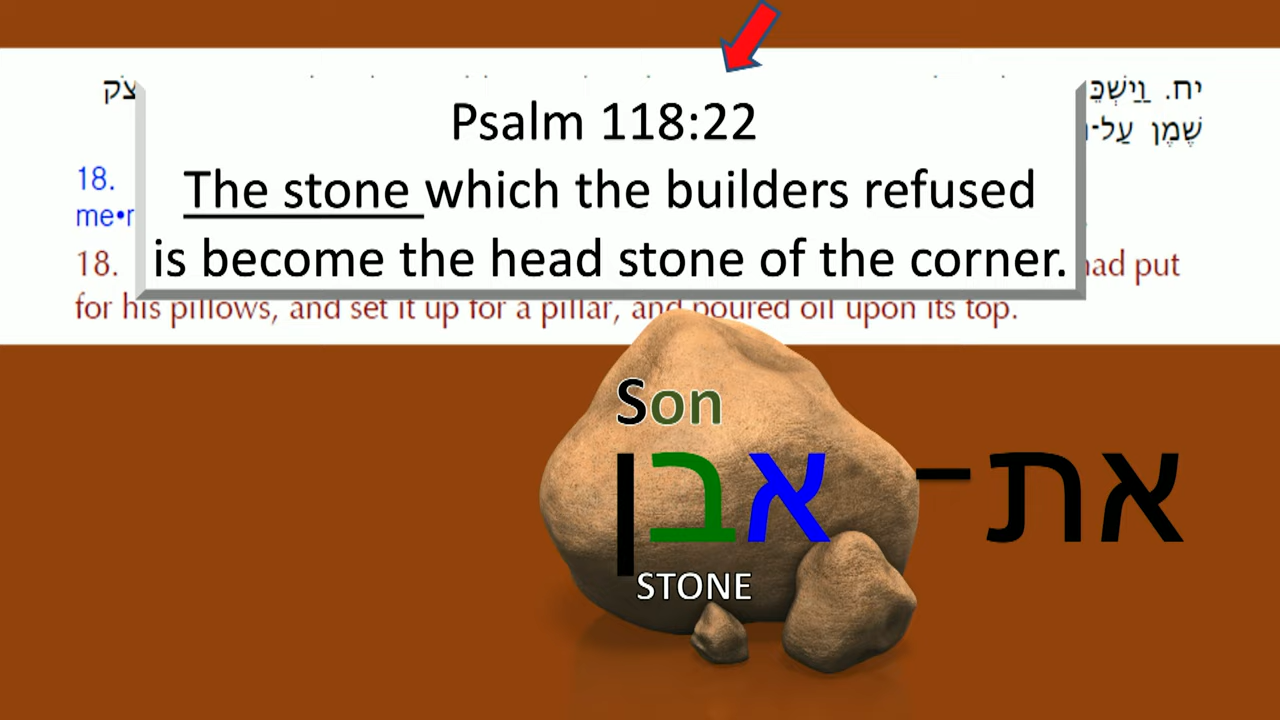 יח. וַיַּשְׁכֵּ צֹק
Psalm 118:22
שֶׁמֶן עַל־
The stone which the builders refused
18.
me•r
is become the head stone of the corner.
18. had put
for his pillows, and set it up for a pillar, and poured oil upon its top.
Son
את־ אבן
STONE